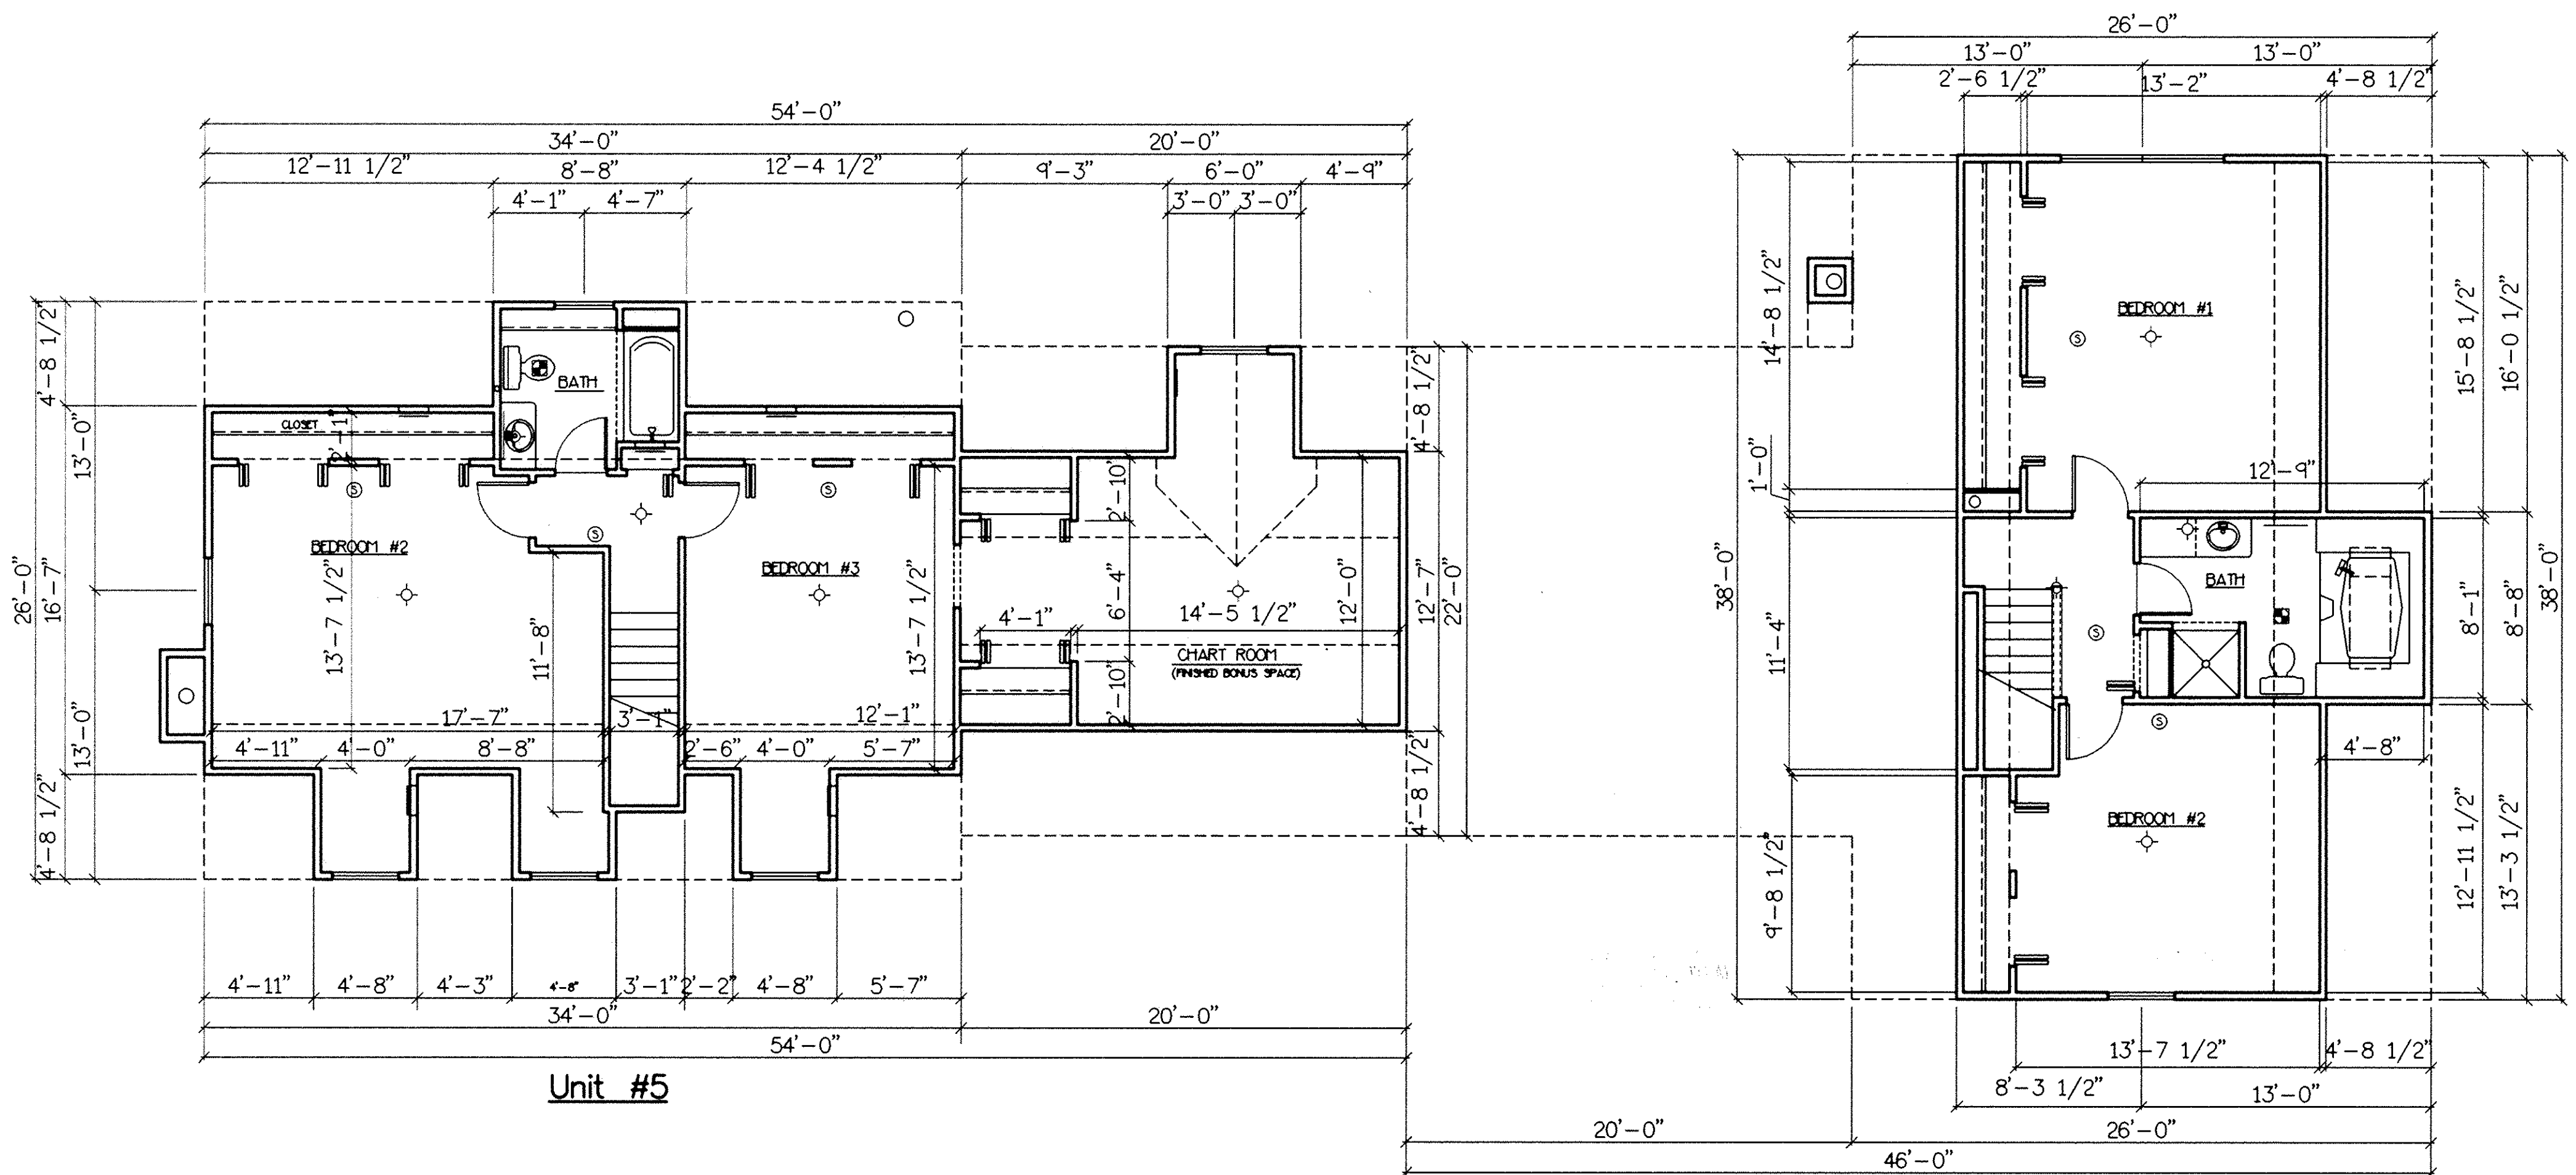 26'-0"
13'-0" 13'-0"
2'-6 1/2" 13'-2" 4'-8 1/2"
54'-0"
34'-0" 20'-0"
12'-11 1/2" 8'-8" 12'-4 1/2" 9'-3" 6'-0" 4'-9"
4'-1" 4'-7" 3'-0" 3'-0"
4'-8 1/2"
13'-0"
26'-0"
16'-7"
13'-0"
4'-8 1/2"
CLOSET
2'-1"
BATH
S
S
S
BEDROOM #2
13'-7 1/2"
11'-8"
BEDROOM #3
13'-7 1/2"
17'-7" 3'-1" 12'-1"
4'-11" 4'-0" 8'-8" 2'-6" 4'-0" 5'-7"
2'-10"
6'-4"
2'-10"
4'-1" 14'-5 1/2"
12'-0"
CHART ROOM
(FINISHED BONUS SPACE)
4'-8 1/2"
12'-7"
22'-0"
4'-8 1/2"
4'-11" 4'-8" 4'-3" 4'-8" 3'-1" 2'-2" 4'-8" 5'-7"
34'-0" 20'-0"
54'-0"
Unit #5
38'-0"
14'-8 1/2"
1'-0"
11'-4"
9'-8 1/2"
BEDROOM #1
S
12'-9"
BATH
S
S
4'-8"
BEDROOM #2
15'-8 1/2"
16'-0 1/2"
8'-1"
8'-8"
38'-0"
12'-11 1/2"
13'-3 1/2"
13'-7 1/2" 4'-8 1/2"
8'-3 1/2" 13'-0"
20'-0" 26'-0"
46'-0"